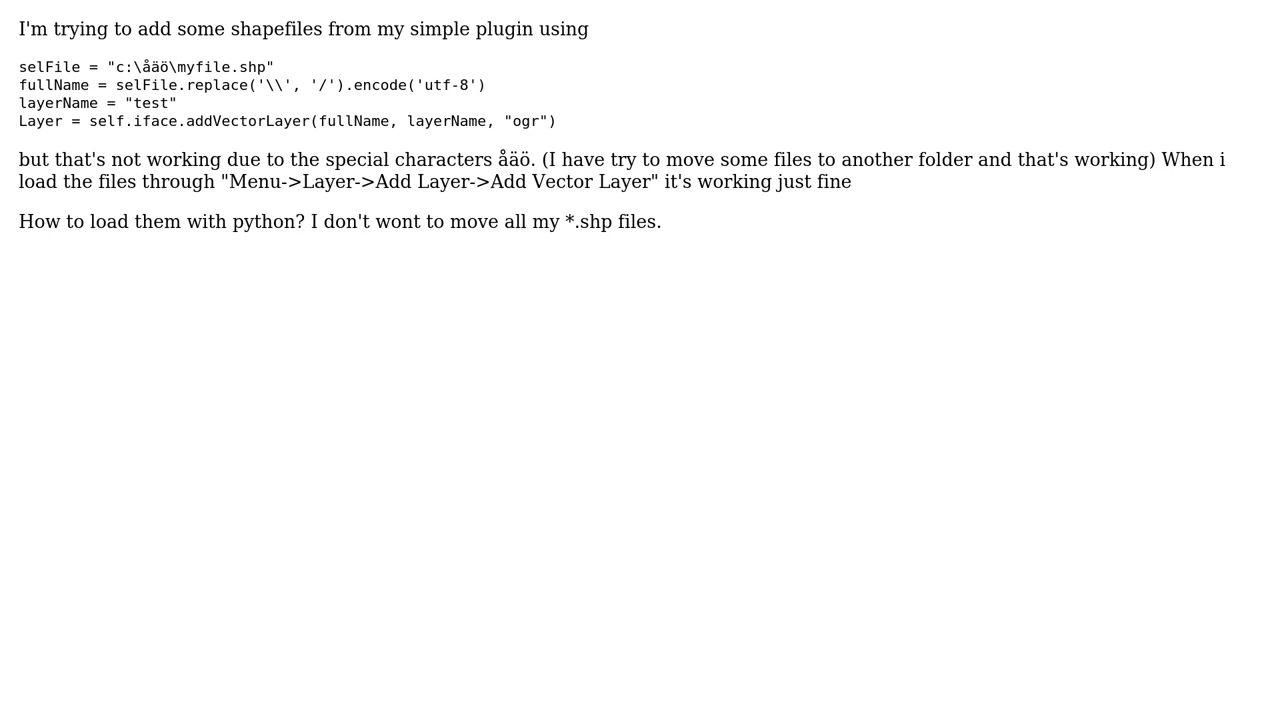 I'm trying to add some shapefiles from my simple plugin using
selFile = "c:\åäö\myfile.shp"
fullName = selFile.replace('\\', '/').encode('utf-8')
layerName = "test"
Layer = self.iface.addVectorLayer(fullName, layerName, "ogr")
but that's not working due to the special characters åäö. (I have try to move some files to another folder and that's working) When i
load the files through "Menu->Layer->Add Layer->Add Vector Layer" it's working just fine
How to load them with python? I don't wont to move all my *.shp files.